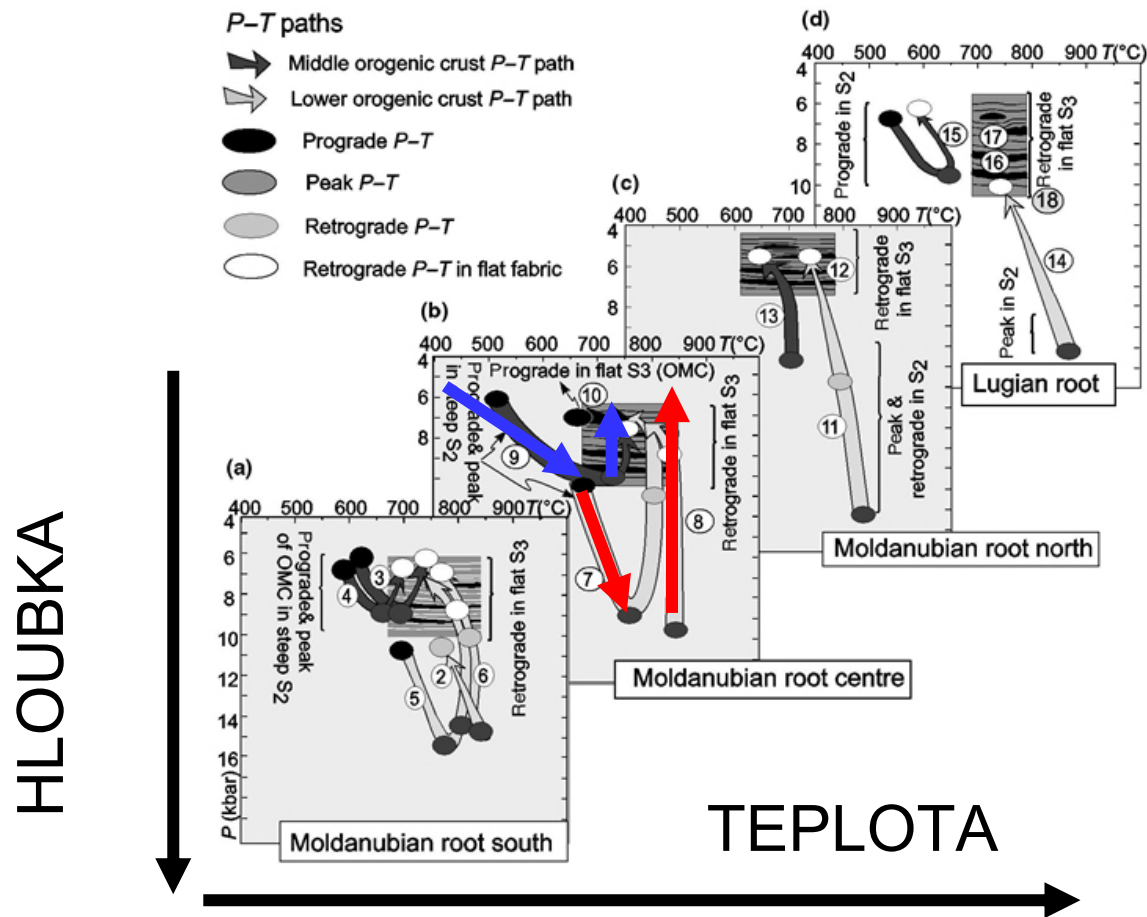 P–T paths
Middle orogenic crust P–T path
Lower orogenic crust P–T path
Prograde P–T
Peak P–T
Retrograde P–T
Retrograde P–T in flat fabric
(d)
400 500 600 700 800 900 T(°C)
4
6
8
10
Prograde in S2
15
17
16
18
Retrograde
in flat S3
14
Peak in S2
Lugian root
(c)
400 500 600 700 800 900 T(°C)
4
6
8
12
13
11
Retrograde
in flat S3
Peak &
retrograde in S2
Moldanubian root north
(b)
400 500 600 700 800 900 T(°C)
4
6
8
Prograde in flat S3 (OMC)
Prograde& peak
in steep S2
10
9
7
8
Retrograde in flat S3
Moldanubian root centre
(a)
400 500 600 700 800 900 T(°C)
4
6
8
10
12
14
16
P (kbar)
Prograde& peak
of OMC in steep S2
3
4
2
6
5
Retrograde in flat S3
Moldanubian root south
HLOUBKA
TEPLOTA